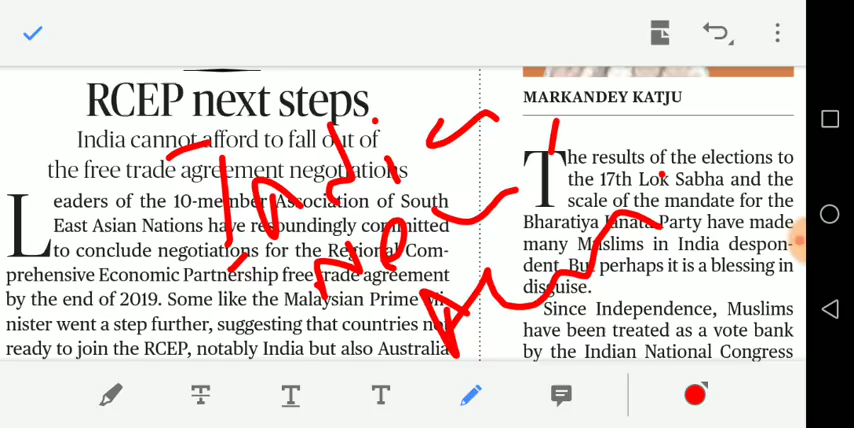 RCEP next steps
India cannot afford to fall out of
the free trade agreement negotiations
Leaders of the 10-member Association of South
East Asian Nations have resoundingly committed
to conclude negotiations for the Regional Com-
prehensive Economic Partnership free trade agreement
by the end of 2019. Some like the Malaysian Prime Mi-
nister went a step further, suggesting that countries not
ready to join the RCEP, notably India but also Australia
MARKANDEY KATJU
The results of the elections to
the 17th Lok Sabha and the
scale of the mandate for the
Bharatiya Janata Party have made
many Muslims in India despon-
dent. But perhaps it is a blessing in
disguise.
Since Independence, Muslims
have been treated as a vote bank
by the Indian National Congress